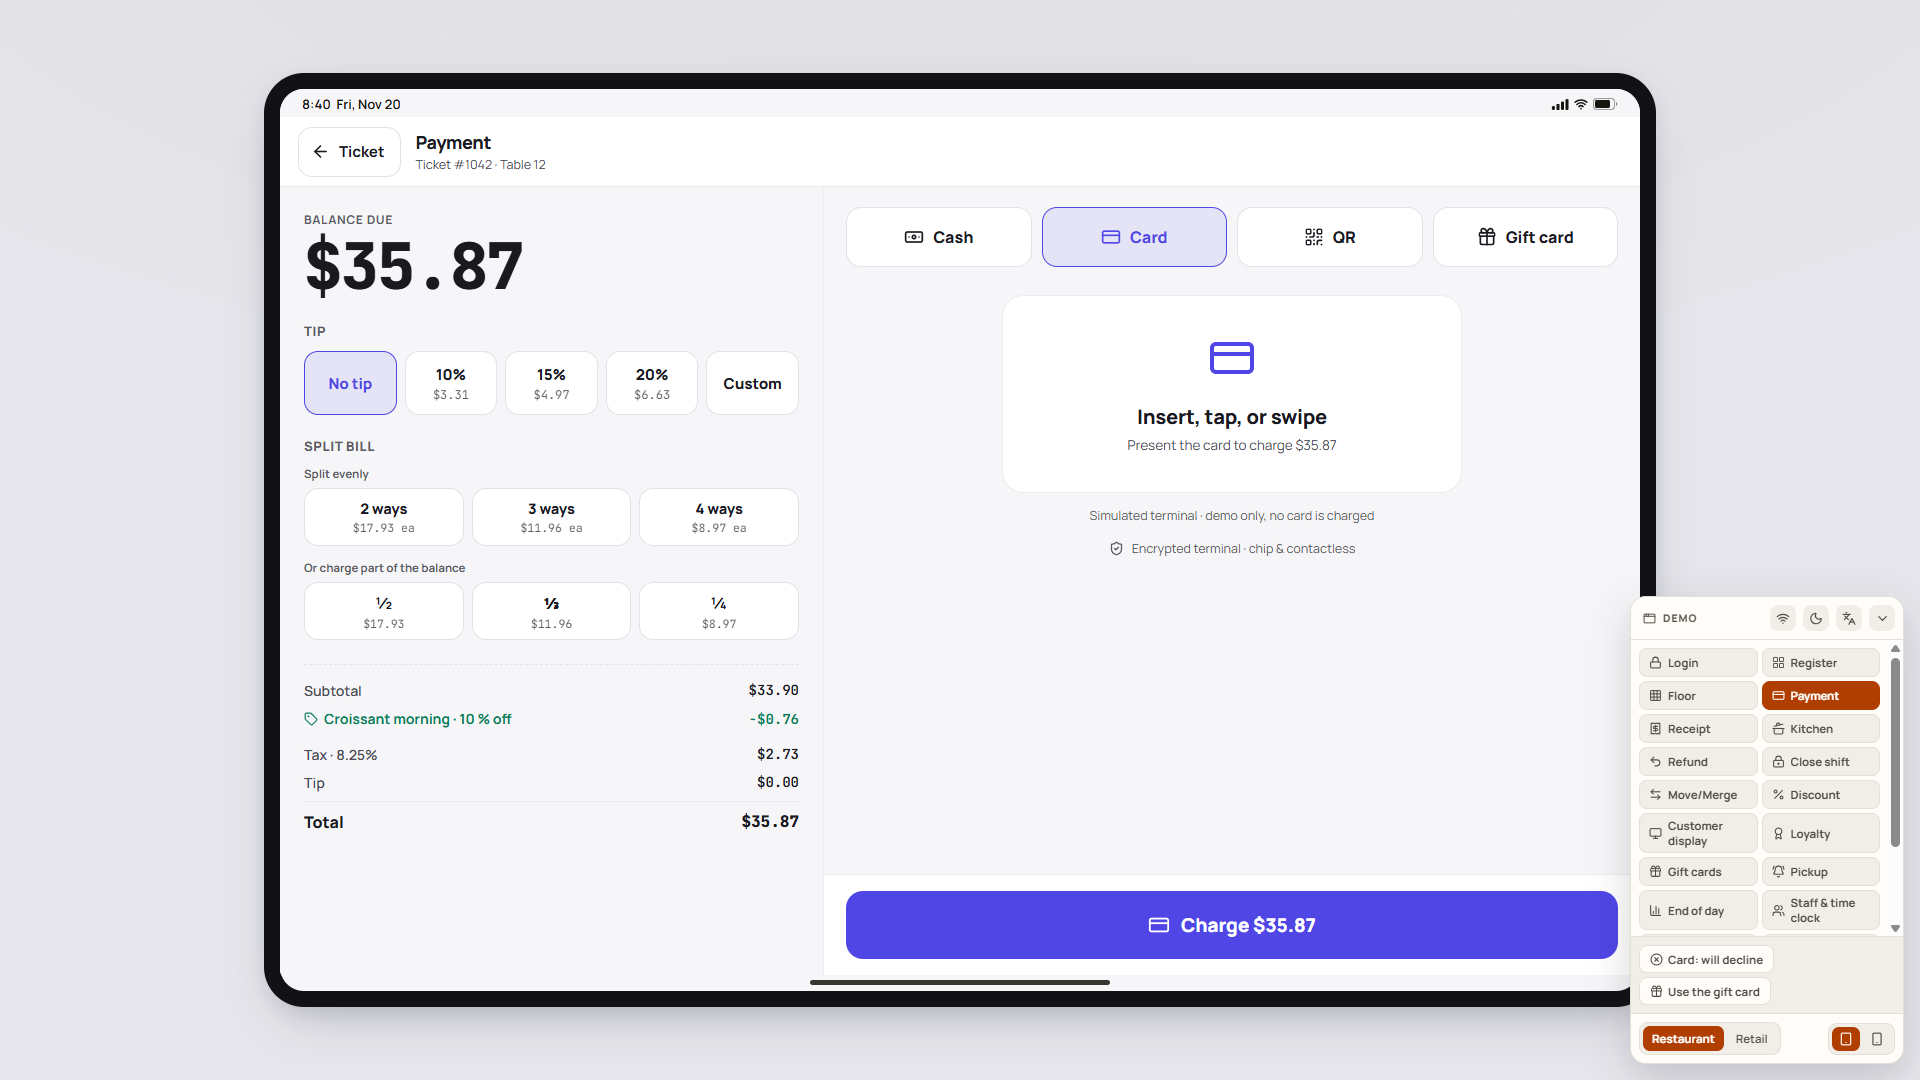 8:40 Fri, Nov 20
Ticket
Payment
Ticket #1042 · Table 12
BALANCE DUE
$35.87
TIP
No tip
10%
$3.31
15%
$4.97
20%
$6.63
Custom
SPLIT BILL
Split evenly
2 ways
$17.93 ea
3 ways
$11.96 ea
4 ways
$8.97 ea
Or charge part of the balance
½
$17.93
⅓
$11.96
¼
$8.97
Subtotal $33.90
Croissant morning · 10 % off -$0.76
Tax · 8.25% $2.73
Tip $0.00
Total $35.87
Cash
Card
QR
Gift card
Insert, tap, or swipe
Present the card to charge $35.87
Simulated terminal · demo only, no card is charged
Encrypted terminal · chip & contactless
Charge $35.87
DEMO
Login
Register
Floor
Payment
Receipt
Kitchen
Refund
Close shift
Move/Merge
Discount
Customer
display
Loyalty
Gift cards
Pickup
End of day
Staff & time
clock
Card: will decline
Use the gift card
Restaurant
Retail